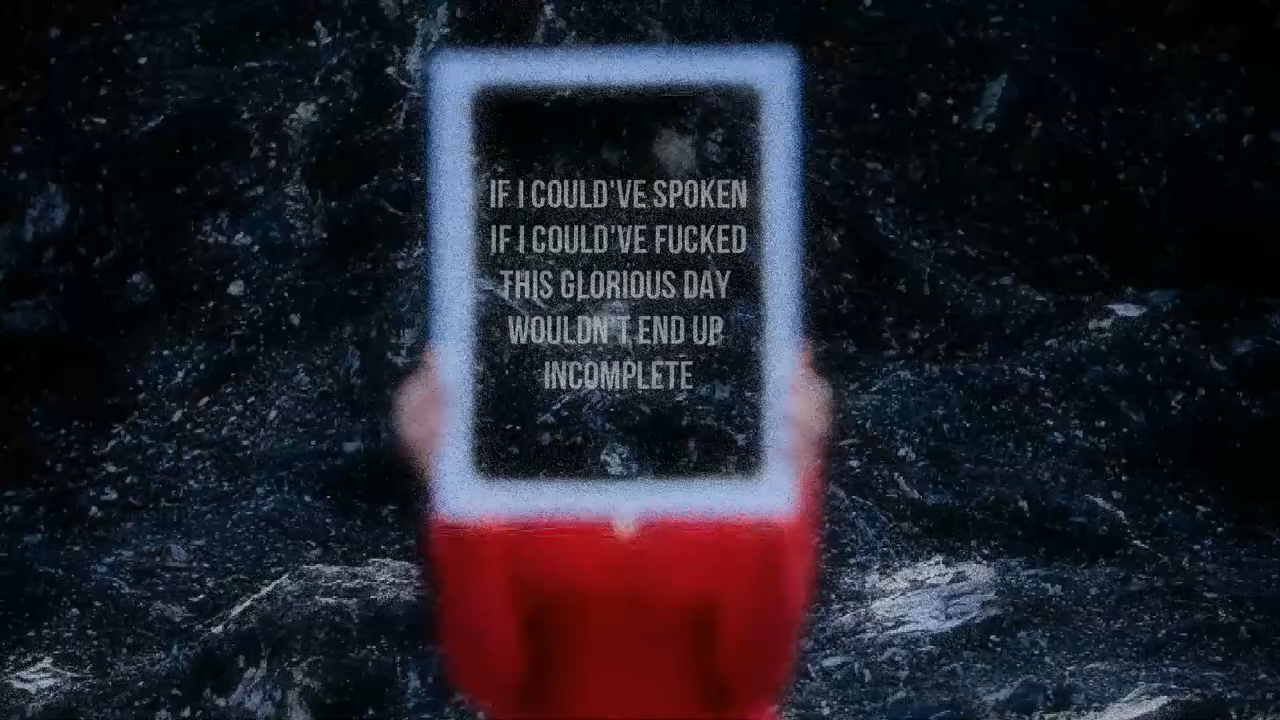 IF I COULD'VE SPOKEN
IF I COULD'VE FUCKED
THIS GLORIOUS DAY
WOULDN'T END UP
INCOMPLETE